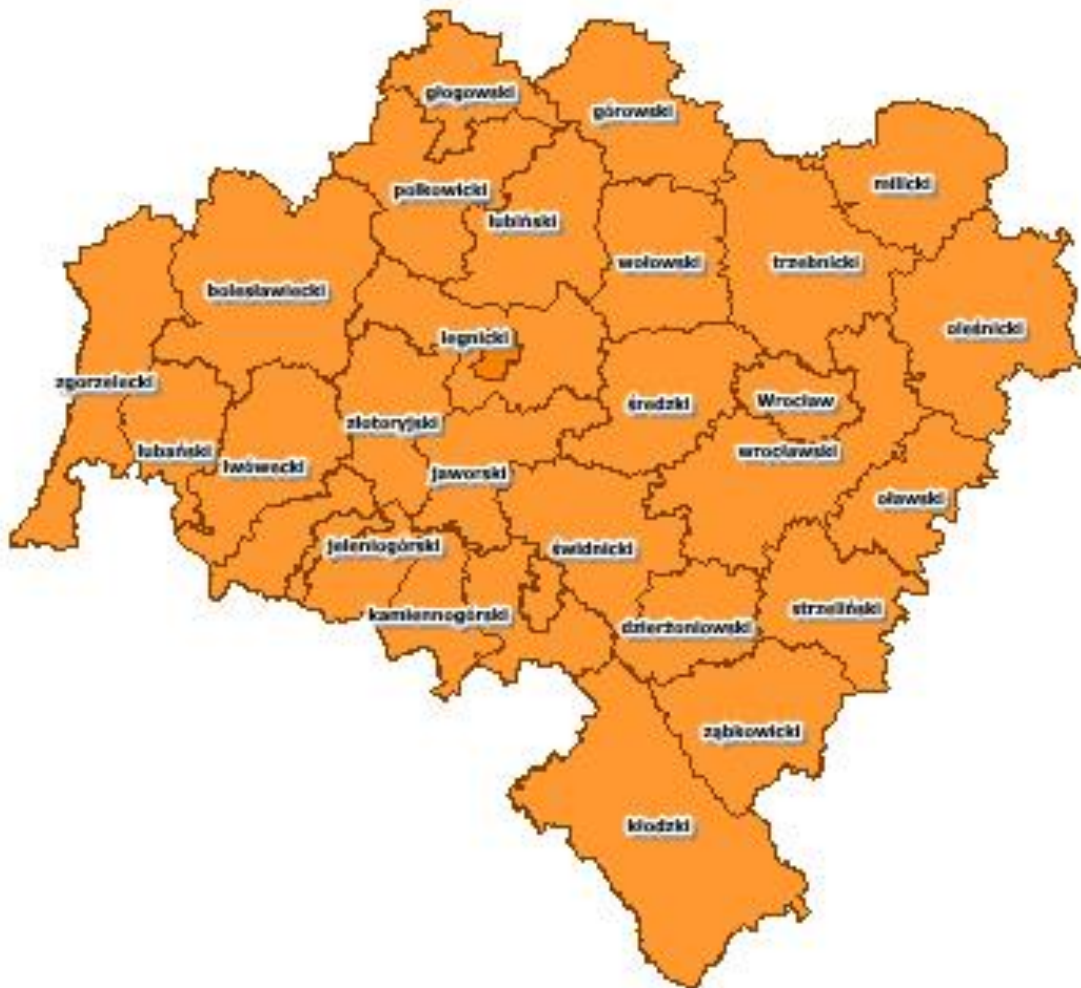 głogowski
górowski
milicki
polkowicki
lubiński
wołowski
trzebnicki
bolesławiecki
oleśnicki
legnicki
zgorzelecki
Wrocław
średzki
złotoryjski
lubański
wrocławski
lwówecki
jaworski
oławski
jeleniogórski
świdnicki
strzeliński
kamiennogórski
dzierżoniowski
ząbkowicki
kłodzki